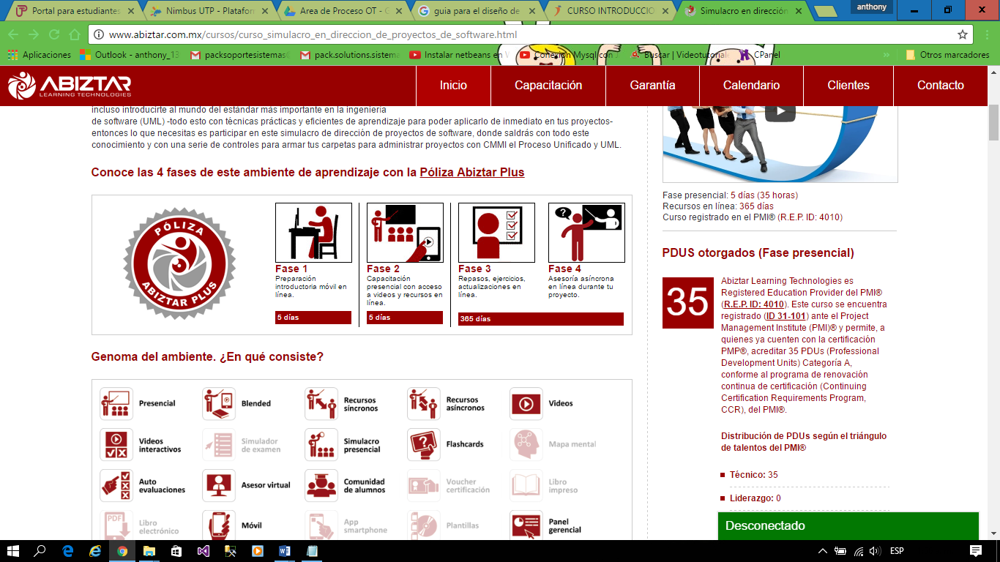 Portal para estudiantes
Nimbus UTP - Platafor
Area de Proceso OT - G
guia para el diseño de
CURSO INTRODUCCIO
Simulacro en dirección
anthony
www.abiztar.com.mx/cursos/curso_simulacro_en_direccion_de_proyectos_de_software.html
Aplicaciones
Outlook - anthony_13
packsoportesistemas@
pack.solutions.sistema
Instalar netbeans en W
Conexión Mysql con J
Buscar | Videotutoriale
CPanel
Otros marcadores
ABIZTAR
LEARNING TECHNOLOGIES
Inicio
Capacitación
Garantía
Calendario
Clientes
Contacto
incluso introducirte al mundo del estándar más importante en la ingeniería
de software (UML) -todo esto con técnicas prácticas y eficientes de aprendizaje para poder aplicarlo de inmediato en tus proyectos-
entonces lo que necesitas es participar en este simulacro de dirección de proyectos de software, donde saldrás con todo este
conocimiento y con una serie de controles para armar tus carpetas para administrar proyectos con CMMI el Proceso Unificado y UML.
Conoce las 4 fases de este ambiente de aprendizaje con la Póliza Abiztar Plus
PÓLIZA
ABIZTAR PLUS
Fase 1
Preparación
introductoria móvil en
línea.
5 días
Fase 2
Capacitación
presencial con acceso
a videos y recursos en
línea.
5 días
Fase 3
Repasos, ejercicios,
actualizaciones en
línea.
Fase 4
Asesoría asíncrona
en línea durante tu
proyecto.
365 días
Genoma del ambiente. ¿En qué consiste?
Presencial
Blended
Recursos
síncronos
Recursos
asíncronos
Videos
Videos
interactivos
Simulador
de examen
Simulacro
presencial
Flashcards
Mapa mental
Auto
evaluaciones
Asesor virtual
Comunidad
de alumnos
Voucher
certificación
Libro
impreso
PDF
Libro
electrónico
Móvil
App
smartphone
Plantillas
Panel
gerencial
Fase presencial: 5 días (35 horas)
Recursos en línea: 365 días
Curso registrado en el PMI® (R.E.P. ID: 4010)
PDUS otorgados (Fase presencial)
35
Abiztar Learning Technologies es
Registered Education Provider del PMI®
(R.E.P. ID: 4010). Este curso se encuentra
registrado (ID 31-101) ante el Project
Management Institute (PMI)® y permite, a
quienes ya cuenten con la certificación
PMP®, acreditar 35 PDUs (Professional
Development Units) Categoría A,
conforme al programa de renovación
continua de certificación (Continuing
Certification Requirements Program,
CCR), del PMI®.
Distribución de PDUs según el triángulo
de talentos del PMI®
Técnico: 35
Liderazgo: 0
Desconectado
ESP